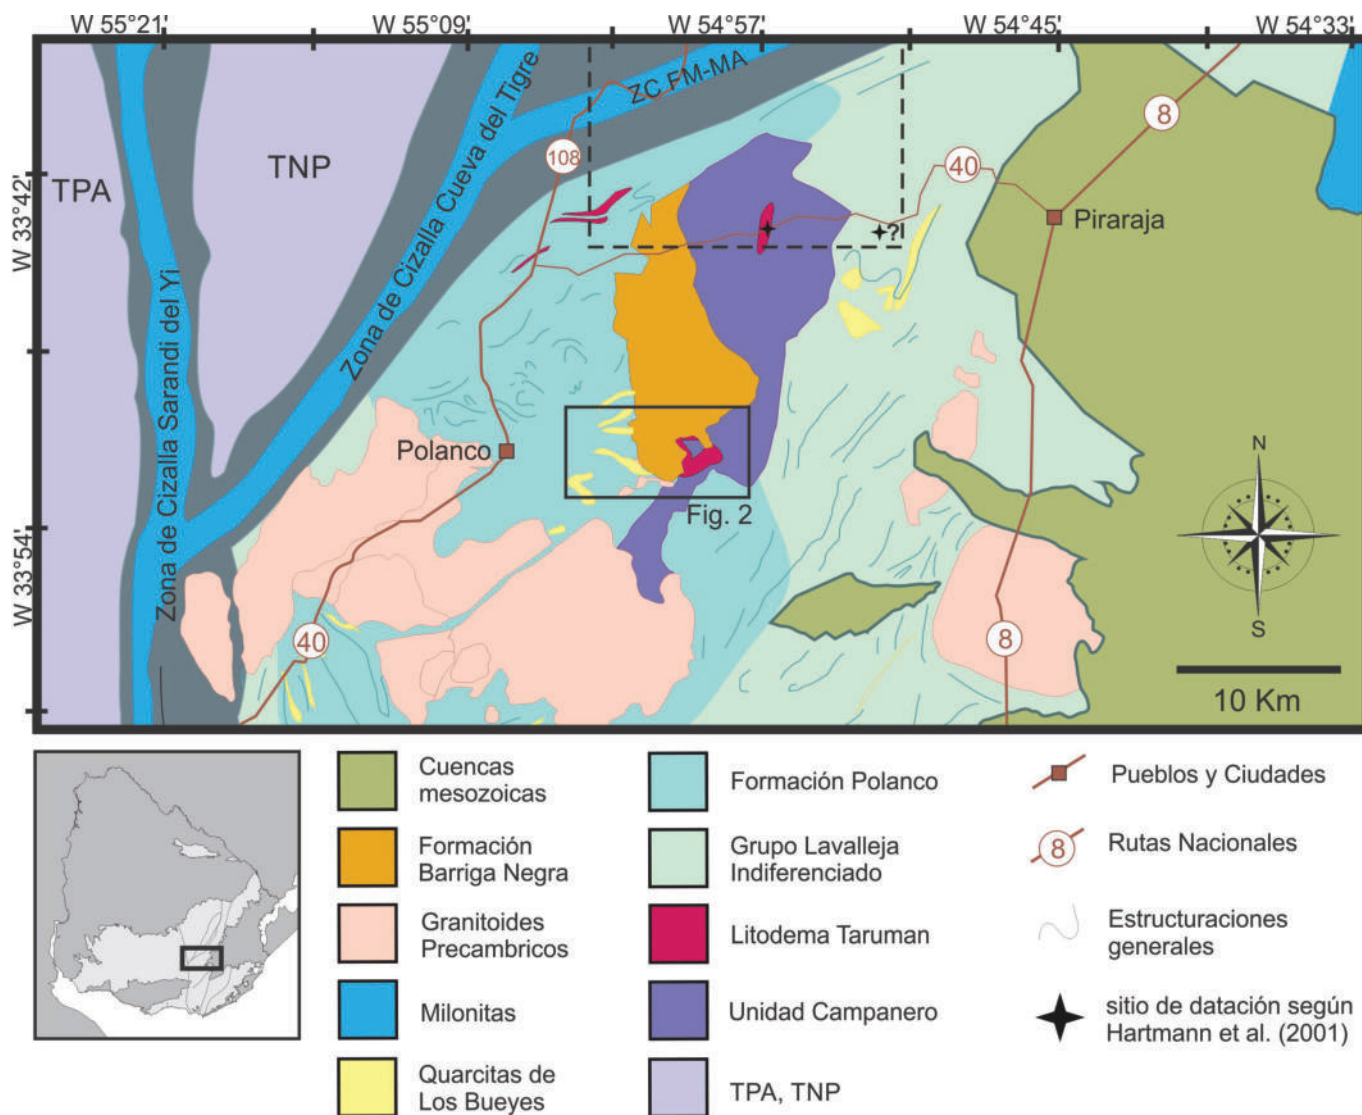 W 55°21'
W 55°09'
W 54°57'
W 54°45'
W 54°33'
W 33°42'
W 33°54'
TPA
TNP
Zona de Cizalla Sarandi del Yi
Zona de Cizalla Cueva del Tigre
ZC FM-MA
108
40
8
?
Piraraja
Polanco
Fig. 2
40
8
N
S
10 Km
Cuencas
mesozoicas
Formación
Barriga Negra
Granitoides
Precambricos
Milonitas
Quarcitas de
Los Bueyes
Formación Polanco
Grupo Lavalleja
Indiferenciado
Litodema Taruman
Unidad Campanero
TPA, TNP
Pueblos y Ciudades
8
Rutas Nacionales
Estructuraciones
generales
sitio de datación según
Hartmann et al. (2001)